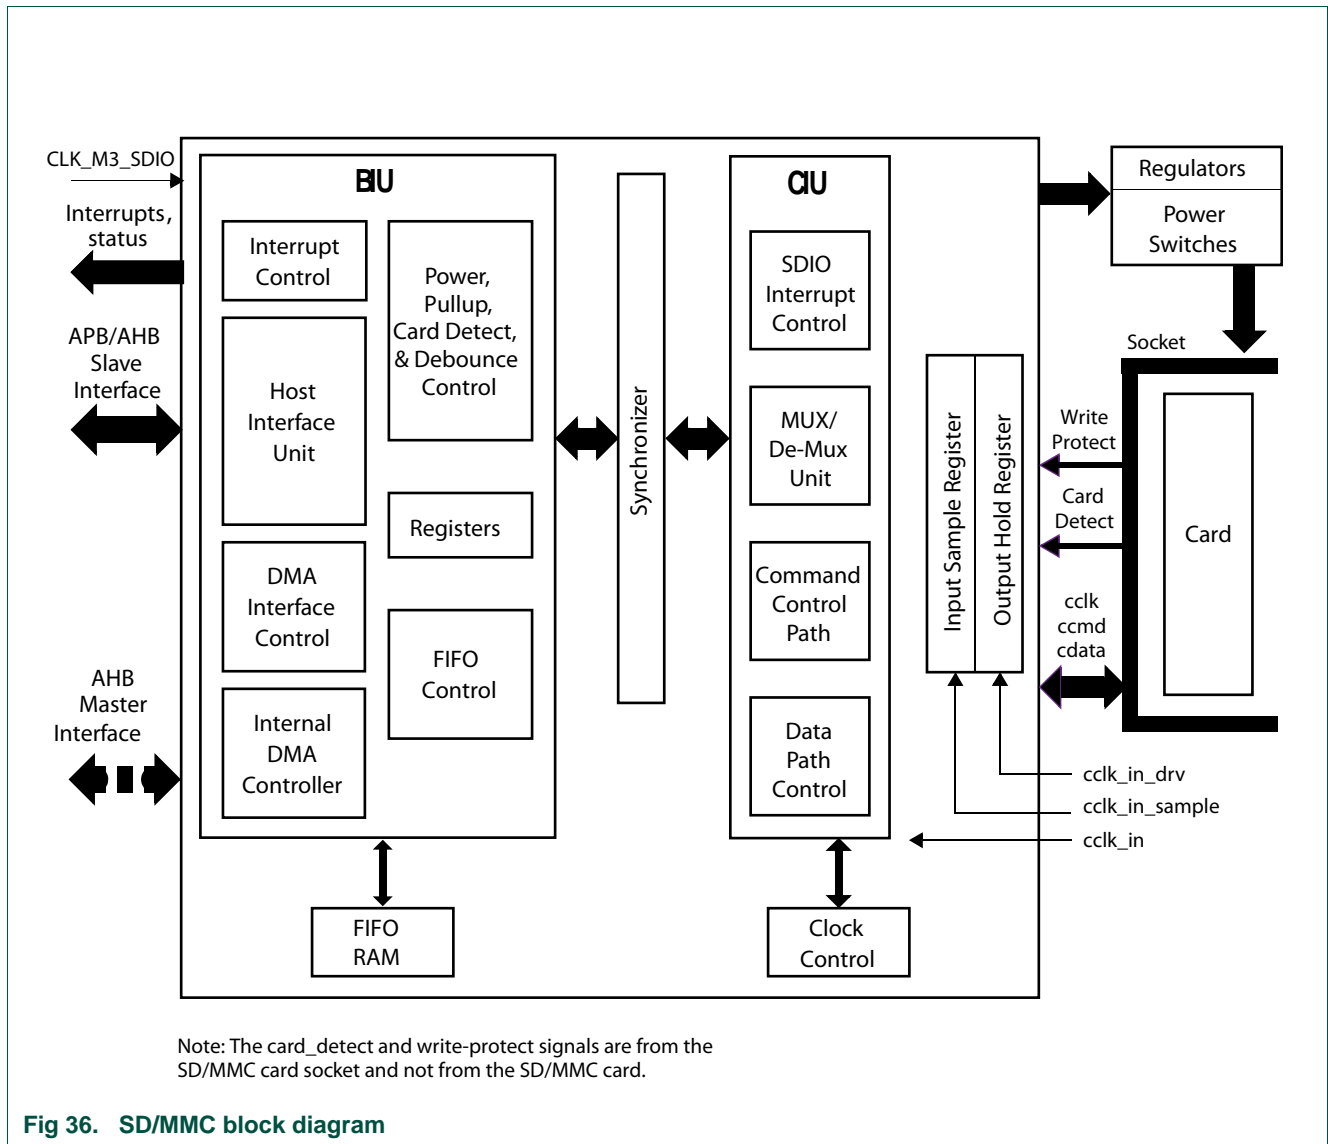 CLK_M3_SDIO
Interrupts,
status
APB/AHB
Slave
Interface
AHB
Master
Interface
BIU
Interrupt
Control
Host
Interface
Unit
DMA
Interface
Control
Internal
DMA
Controller
Power,
Pullup,
Card Detect,
& Debounce
Control
Registers
FIFO
Control
FIFO
RAM
Synchronizer
CIU
SDIO
Interrupt
Control
MUX/
De-Mux
Unit
Command
Control
Path
Data
Path
Control
Clock
Control
Input Sample Register
Output Hold Register
Regulators
Power
Switches
Socket
Write
Protect
Card
Detect
cclk
ccmd
cdata
Card
cclk_in_drv
cclk_in_sample
cclk_in
Note: The card_detect and write-protect signals are from the
SD/MMC card socket and not from the SD/MMC card.
Fig 36. SD/MMC block diagram